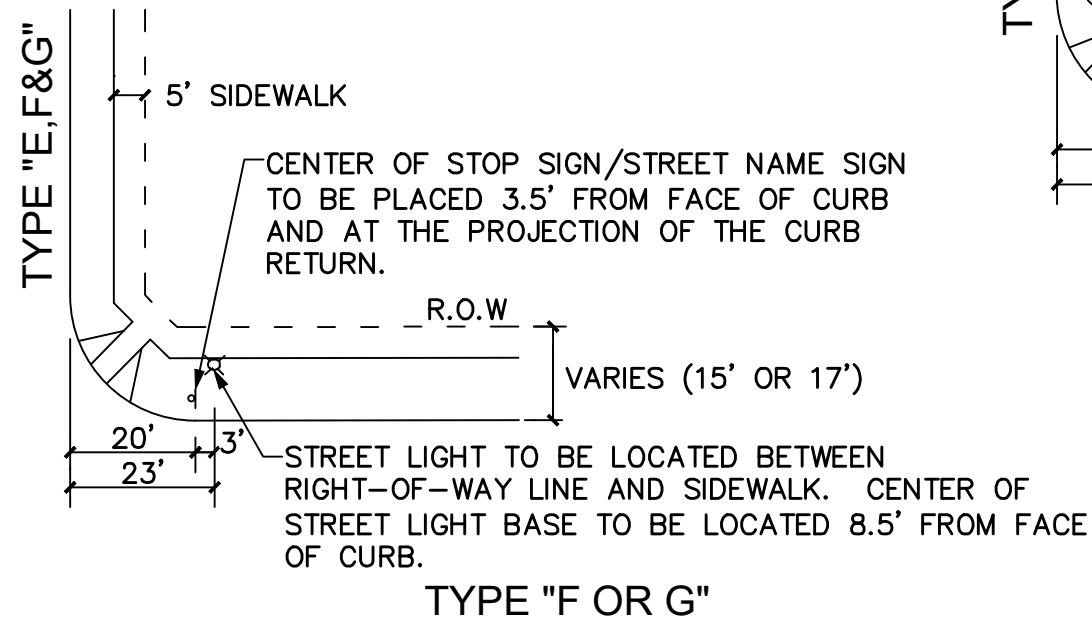 TYPE "E,F&G"
5' SIDEWALK
CENTER OF STOP SIGN/STREET NAME SIGN
TO BE PLACED 3.5' FROM FACE OF CURB
AND AT THE PROJECTION OF THE CURB
RETURN.
R.O.W
VARIES (15' OR 17')
20'
3'
23'
STREET LIGHT TO BE LOCATED BETWEEN
RIGHT-OF-WAY LINE AND SIDEWALK. CENTER OF
STREET LIGHT BASE TO BE LOCATED 8.5' FROM FACE
OF CURB.
TYPE "F OR G"